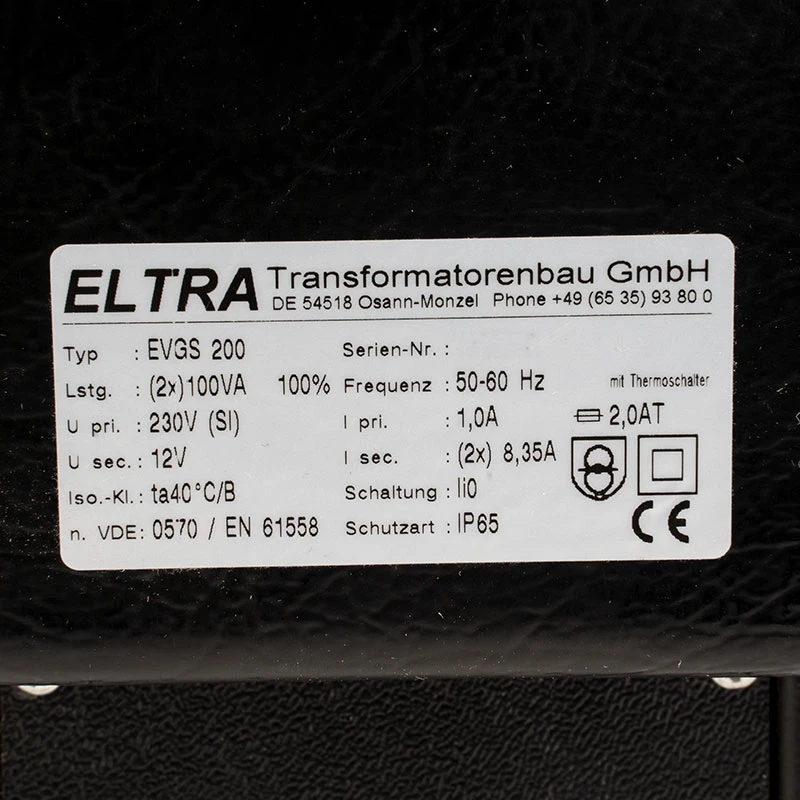 ELTRA Transformatorenbau GmbH
DE 54518 Osann-Monzel Phone +49 (65 35) 93 80 0
Typ : EVGS 200 Serien-Nr. :
Lstg. : (2x)100VA 100% Frequenz : 50-60 Hz mit Thermoschalter
U pri. : 230V (SI) I pri. : 1,0A 2,0AT
U sec. : 12V I sec. : (2x) 8,35A
Iso.-Kl. : ta40°C/B Schaltung : Ii0
n. VDE: 0570 / EN 61558 Schutzart : IP65 CE